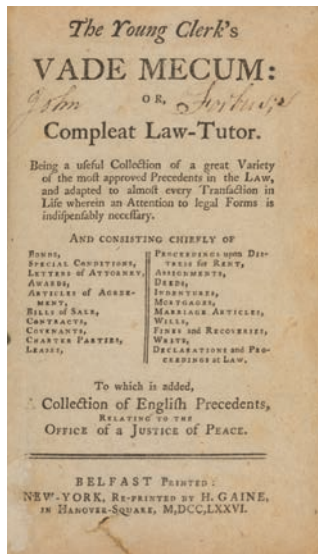 The Young Clerk's
VADE MECUM:
OR,
John
Compleat Law-Tutor.
Being a useful Collection of a great Variety
of the most approved Precedents in the LAW,
and adapted to almost every Transaction in
Life wherein an Attention to legal Forms is
indispensably necessary.
AND CONSISTING CHIEFLY OF
BONDS,
SPECIAL CONDITIONS,
LETTERS of ATTORNEY,
AWARDS,
ARTICLES of AGREE-
MENT,
BILLS of SALE,
CONTRACTS,
COVENANTS,
CHARTER PARTIES,
LEASES,
PROCEEDINGS upon DIS-
TRESS for RENT,
ASSIGNMENTS,
DEEDS,
INDENTURES,
MORTGAGES,
MARRIAGE ARTICLES,
WILLS,
FINES and RECOVERIES,
WRITS,
DECLARATIONS and PRO-
CEEDINGS at LAW.
To which is added,
Collection of English Precedents,
RELATING TO THE
OFFICE of a JUSTICE of PEACE.
BELFAST PRINTED:
NEW-YORK, RE-PRINTED BY H. GAINE,
IN HANOVER-SQUARE, M,DCC,LXXVI.